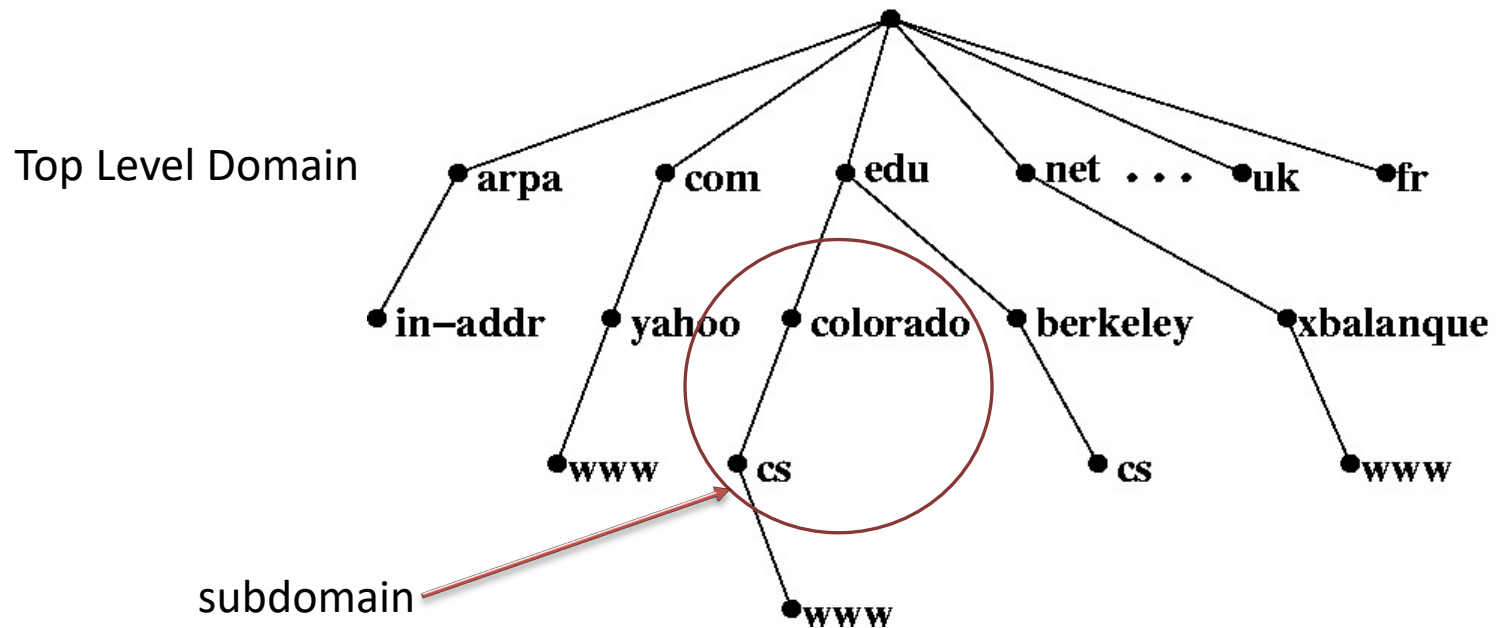 Top Level Domain arpa com edu net ... uk fr
in-addr yahoo colorado berkeley xbalanque
www cs cs www
subdomain
www